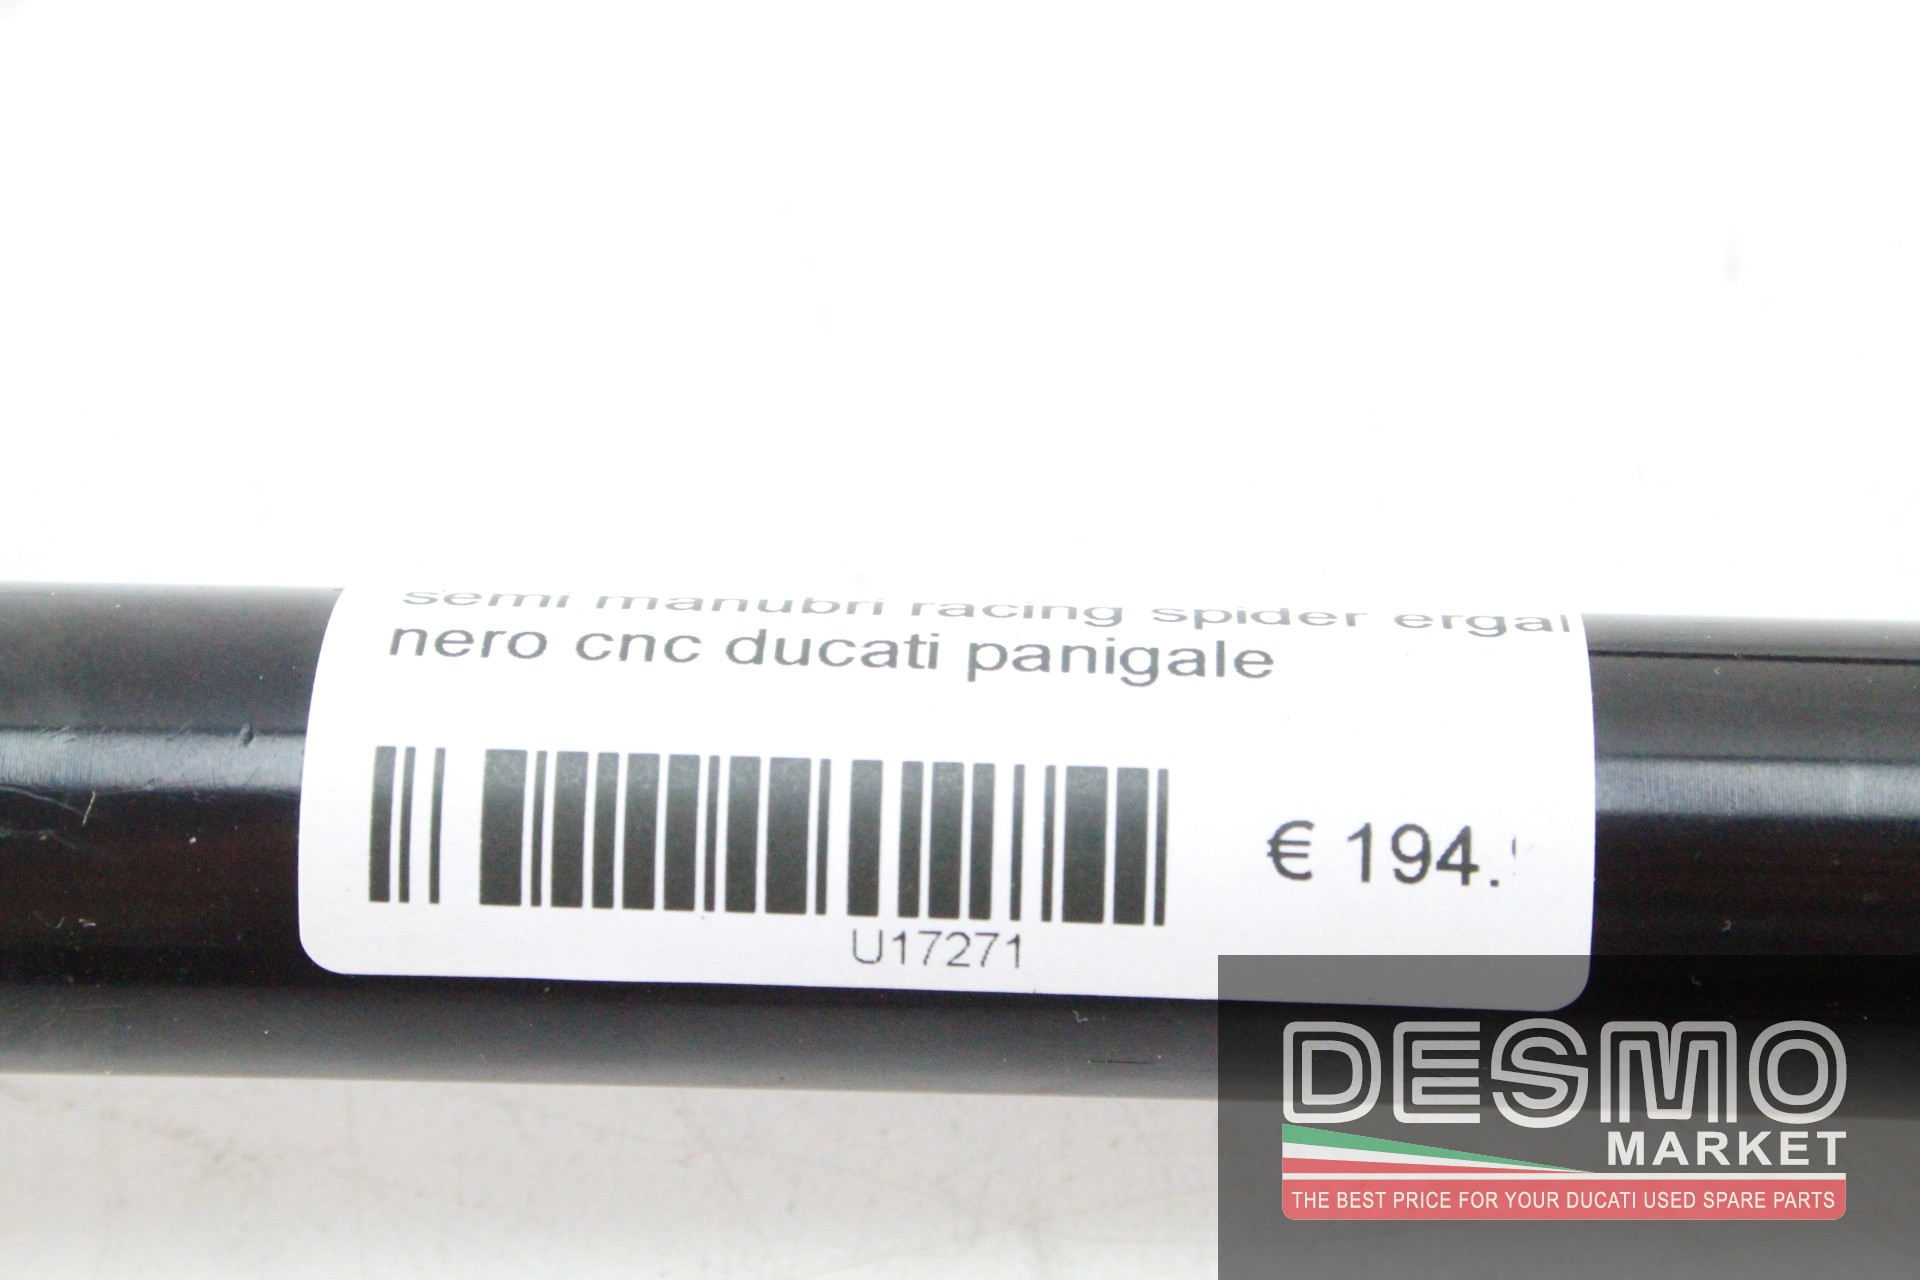 semi manubri racing spider ergal
nero cnc ducati panigale
€ 194.
U17271
DESMO
MARKET
THE BEST PRICE FOR YOUR DUCATI USED SPARE PARTS